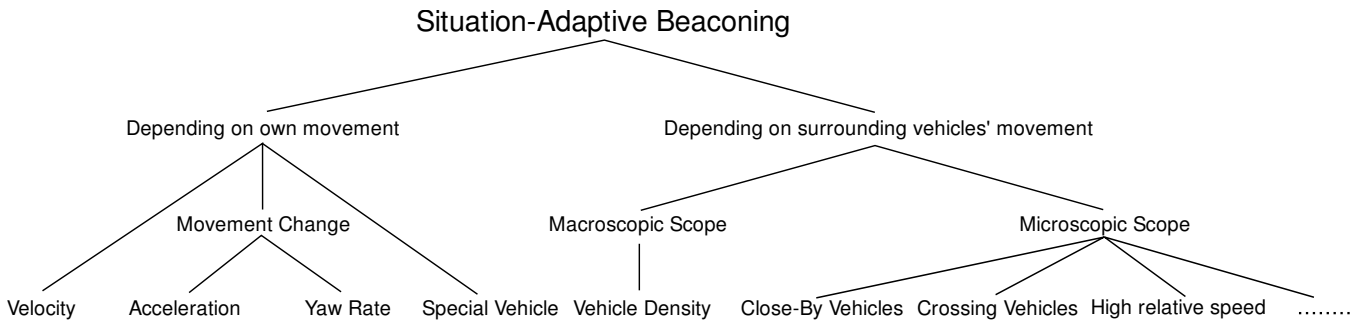 Situation-Adaptive Beaconing
Depending on own movement
Depending on surrounding vehicles' movement
Movement Change
Macroscopic Scope
Microscopic Scope
Velocity
Acceleration
Yaw Rate
Special Vehicle
Vehicle Density
Close-By Vehicles
Crossing Vehicles
High relative speed
........